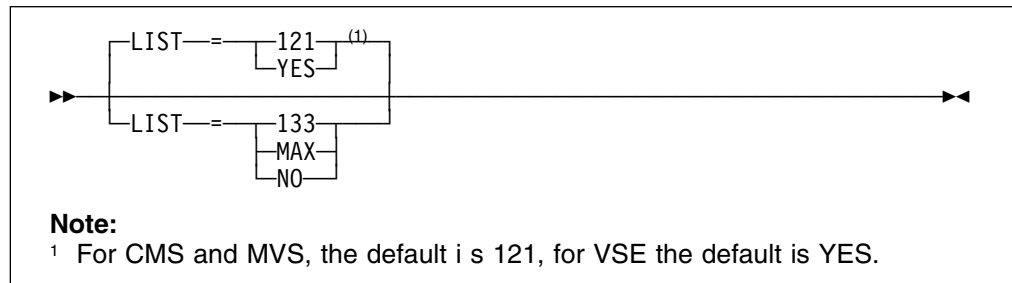 LIST = 121 (1)
YES
LIST = 133
MAX
NO
Note:
1 For CMS and MVS, the default i s 121, for VSE the default is YES.